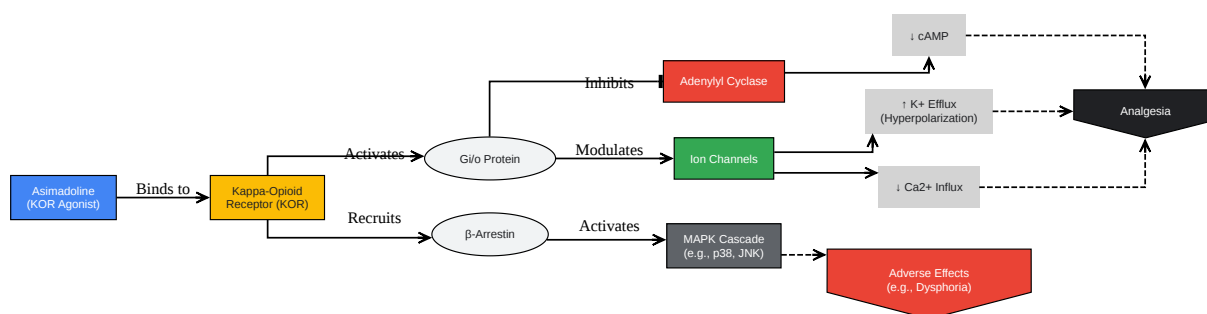 Asimadoline
(KOR Agonist)
Binds to
Kappa-Opioid
Receptor (KOR)
Activates
Gi/o Protein
Inhibits
Adenylyl Cyclase
↓ cAMP
Modulates
Ion Channels
↑ K+ Efflux
(Hyperpolarization)
↓ Ca2+ Influx
Analgesia
Recruits
β-Arrestin
Activates
MAPK Cascade
(e.g., p38, JNK)
Adverse Effects
(e.g., Dysphoria)